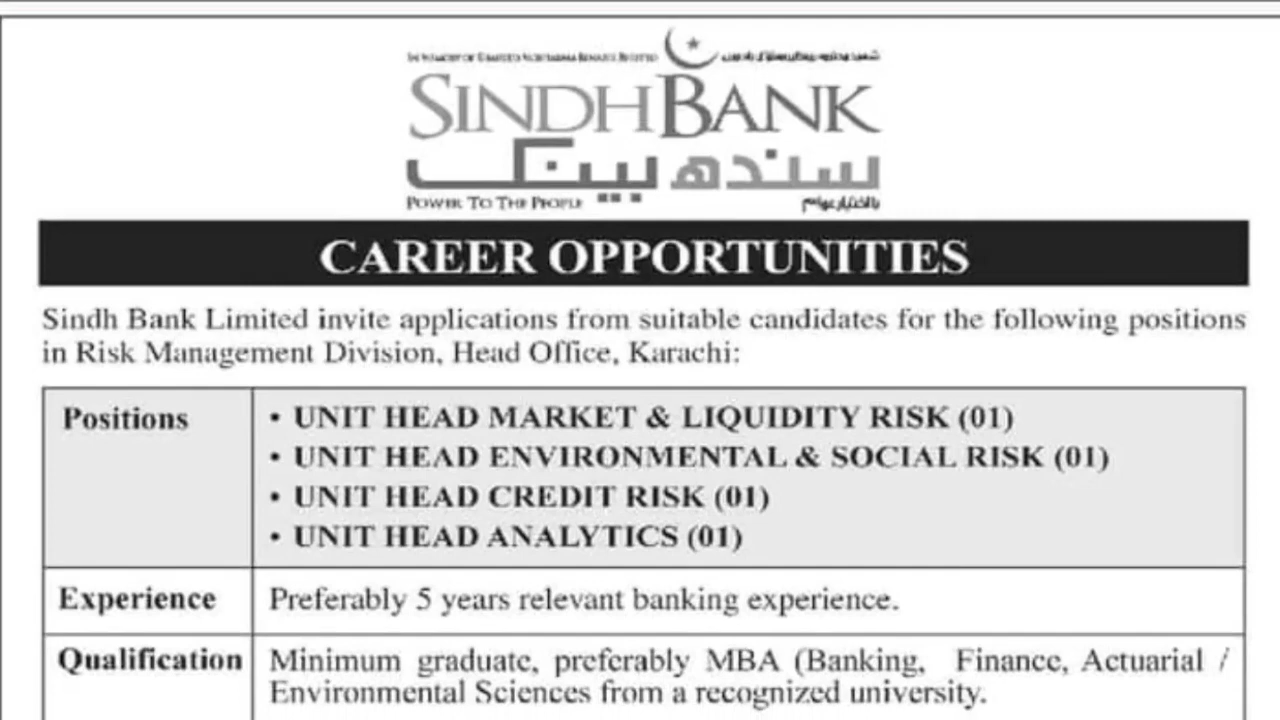 SINDHBANK
سندھ بینک
POWER TO THE PEOPLE بااختیار عوام
CAREER OPPORTUNITIES
Sindh Bank Limited invite applications from suitable candidates for the following positions
in Risk Management Division, Head Office, Karachi:
Positions • UNIT HEAD MARKET & LIQUIDITY RISK (01)
• UNIT HEAD ENVIRONMENTAL & SOCIAL RISK (01)
• UNIT HEAD CREDIT RISK (01)
• UNIT HEAD ANALYTICS (01)
Experience Preferably 5 years relevant banking experience.
Qualification Minimum graduate, preferably MBA (Banking, Finance, Actuarial /
Environmental Sciences from a recognized university.